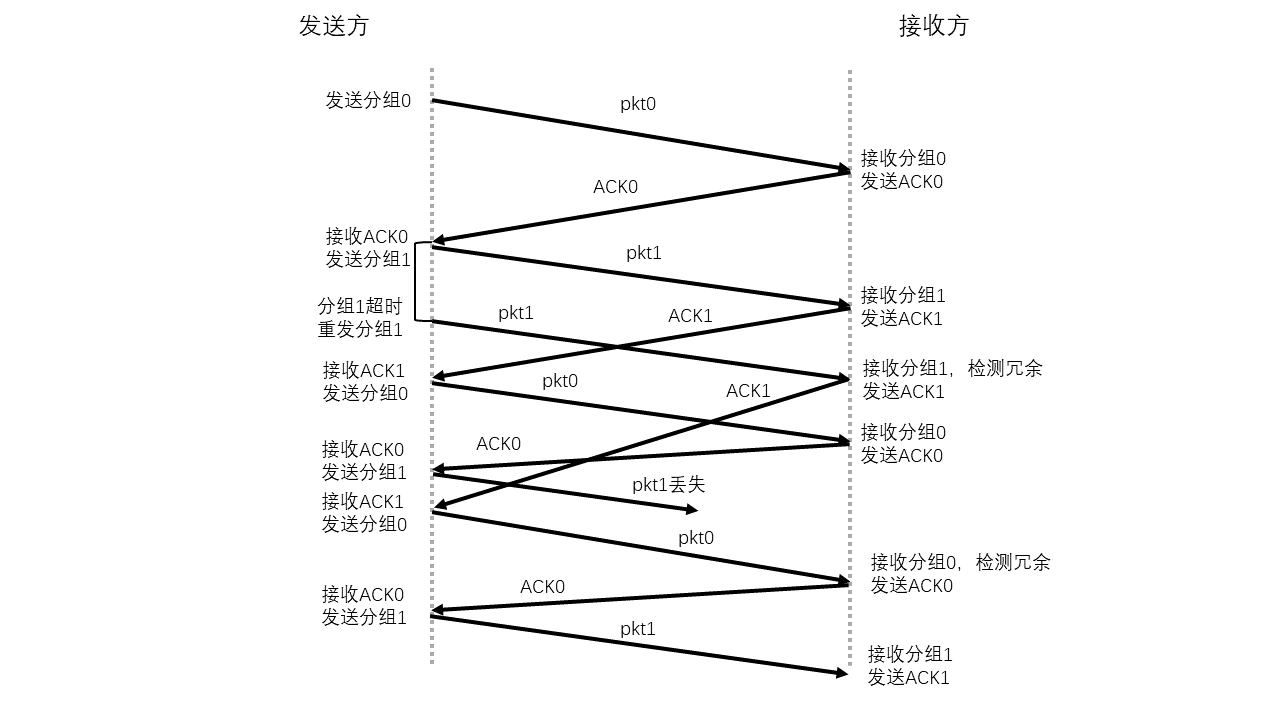 发送方
接收方
发送分组0
pkt0
接收分组0
发送ACK0
ACK0
接收ACK0
发送分组1
pkt1
接收分组1
发送ACK1
分组1超时
重发分组1
pkt1
ACK1
接收ACK1
发送分组0
pkt0
ACK1
接收分组1，检测冗余
发送ACK1
接收分组0
发送ACK0
ACK0
接收ACK0
发送分组1
pkt1丢失
接收ACK1
发送分组0
pkt0
接收分组0，检测冗余
发送ACK0
ACK0
接收ACK0
发送分组1
pkt1
接收分组1
发送ACK1